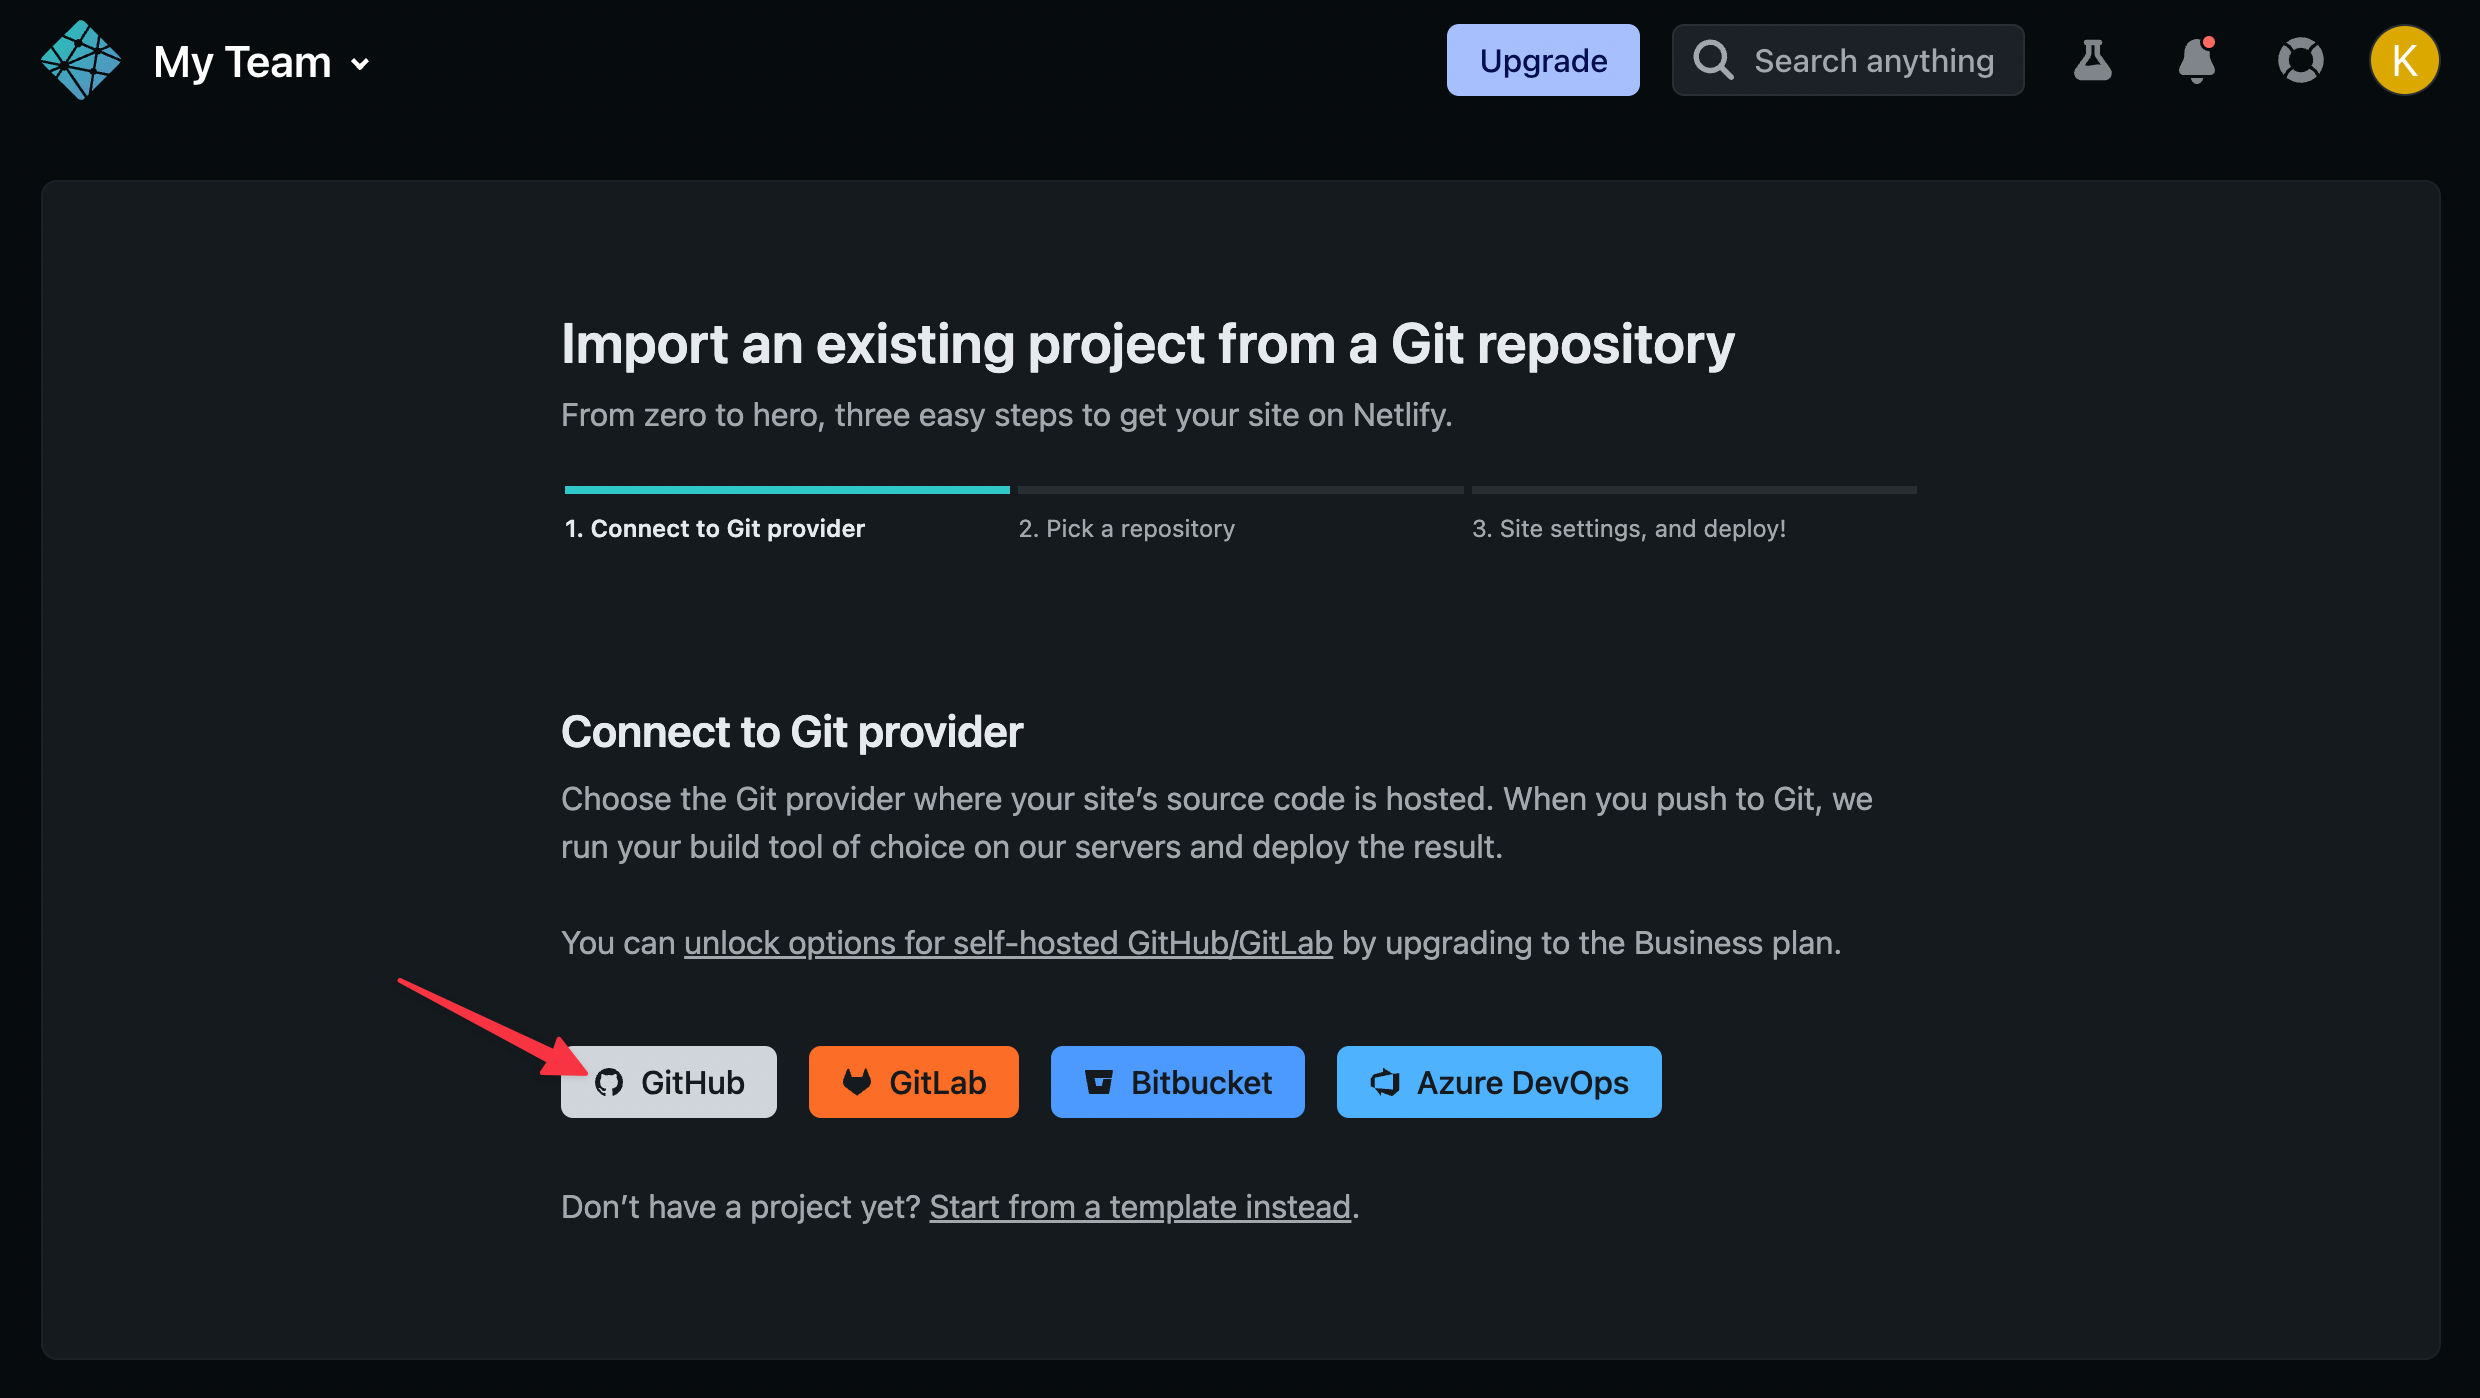 My Team
Upgrade
Search anything
K
Import an existing project from a Git repository
From zero to hero, three easy steps to get your site on Netlify.
1. Connect to Git provider
2. Pick a repository
3. Site settings, and deploy!
Connect to Git provider
Choose the Git provider where your site’s source code is hosted. When you push to Git, we
run your build tool of choice on our servers and deploy the result.
You can unlock options for self-hosted GitHub/GitLab by upgrading to the Business plan.
GitHub
GitLab
Bitbucket
Azure DevOps
Don’t have a project yet? Start from a template instead.